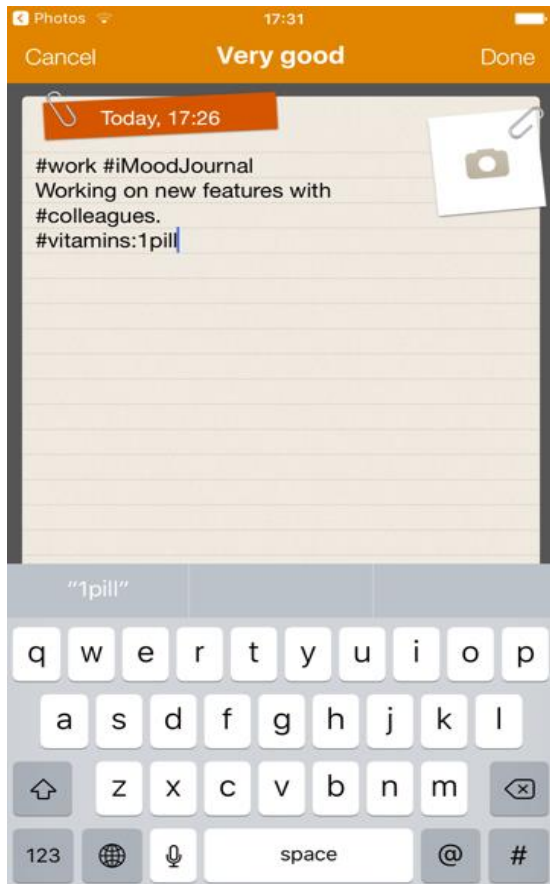 Photos 17:31
Cancel Very good Done
Today, 17:26
#work #iMoodJournal
Working on new features with
#colleagues.
#vitamins:1pill
"1pill"
q w e r t y u i o p
a s d f g h j k l
z x c v b n m
123 space @ #